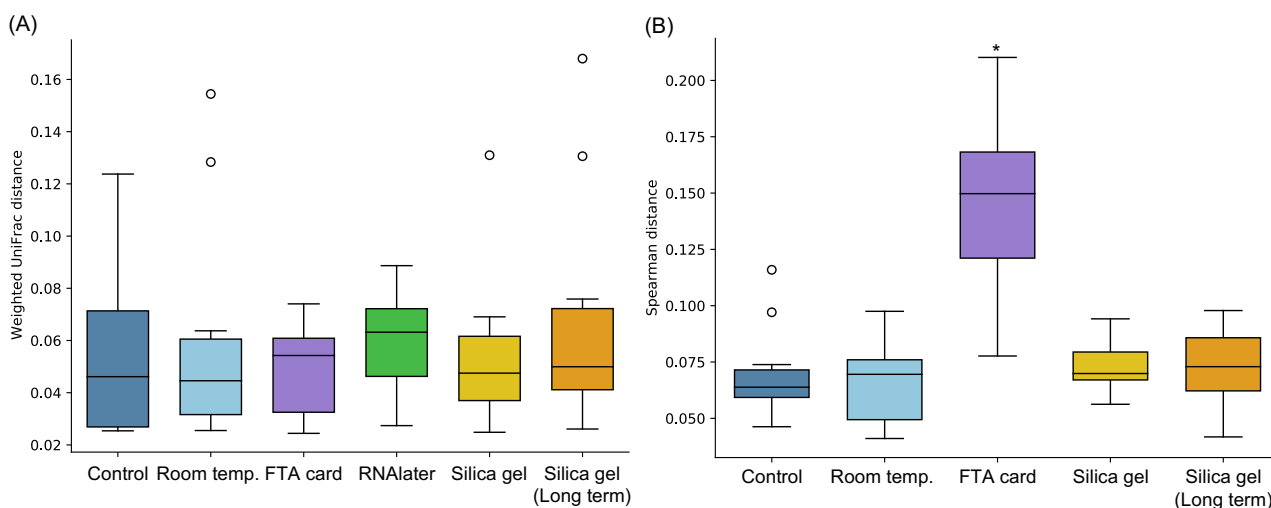 (A)
Weighted UniFrac distance
0.16
0.14
0.12
0.10
0.08
0.06
0.04
0.02
Control Room temp. FTA card RNAlater Silica gel Silica gel
(Long term)
(B)
Spearman distance
0.200
0.175
0.150
0.125
0.100
0.075
0.050
*
Control Room temp. FTA card Silica gel Silica gel
(Long term)